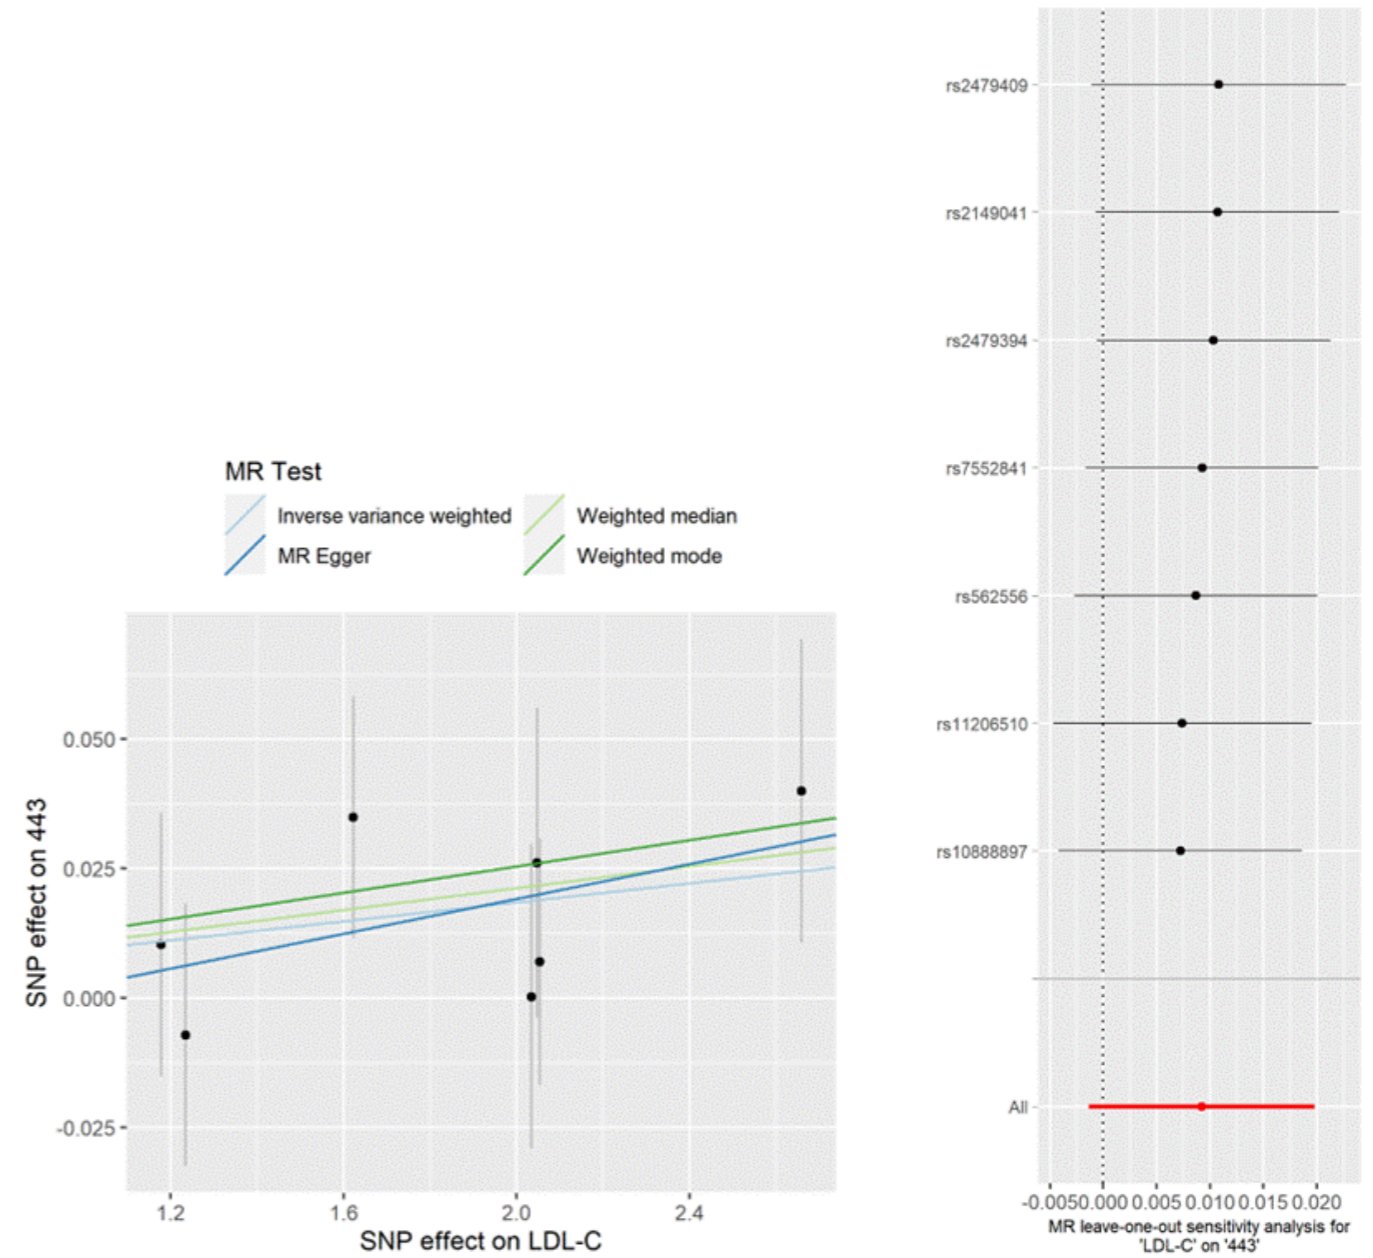 MR Test
Inverse variance weighted
Weighted median
MR Egger
Weighted mode
SNP effect on 443
0.050
0.025
0.000
-0.025
1.2
1.6
2.0
2.4
SNP effect on LDL-C
rs2479409
rs2149041
rs2479394
rs7552841
rs562556
rs11206510
rs10888897
All
-0.005 0.000 0.005 0.010 0.015 0.020
MR leave-one-out sensitivity analysis for
'LDL-C' on '443'